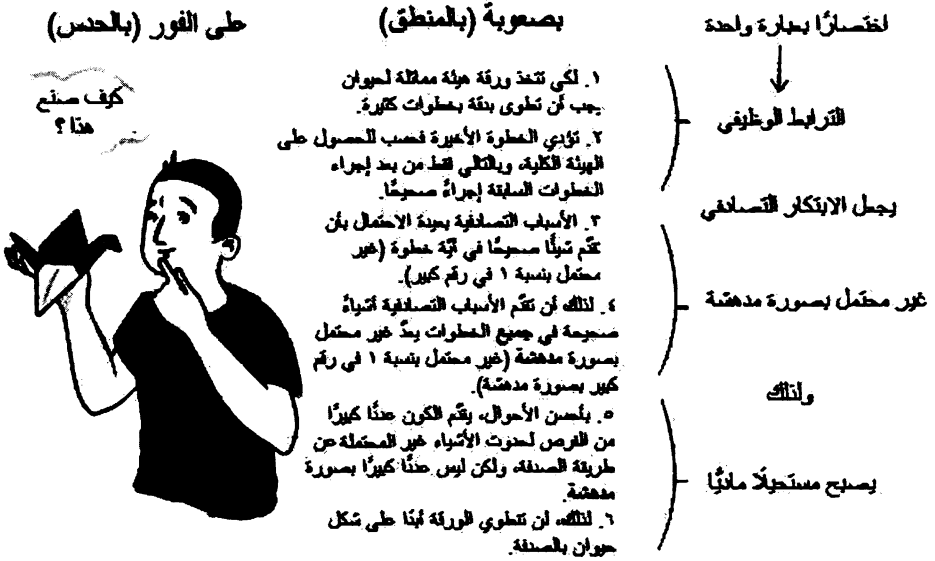 على الفور (بالحدس)
بصعوبة (بالمنطق)
اختصارًا بعبارة واحدة
كيف صنع
هذا؟
١. لكي تتخذ ورقة هيئة مماثلة لحيوان
يجب أن تطوى بدقة بخطوات كثيرة.
٢. تؤدي الخطوة الأخيرة فحسب للحصول على
الهيئة الكلية، وبالتالي فقط من بعد إجراء
الخطوات السابقة إجراءً صحيحًا.
٣. الأسباب التصادفية بعيدة الاحتمال بأن
تقدّم شيئًا صحيحًا في أيّة خطوة (غير
محتمل بنسبة ١ في رقم كبير).
٤. لذلك أن تقدّم الأسباب التصادفية أشياءً
صحيحة في جميع الخطوات يعدّ غير محتمل
بصورة مدهشة (غير محتمل بنسبة ١ في رقم
كبير بصورة مدهشة).
٥. بأحسن الأحوال، يقدّم الكون عددًا كبيرًا
من الفرص لحدوث الأشياء غير المحتملة عن
طريقة الصدفة، ولكن ليس عددًا كبيرًا بصورة
مدهشة.
٦. لذلك، لن تنطوي الورقة أبدًا على شكل
حيوان بالصدفة.
الترابط الوظيفي
يجعل الابتكار التصادفي
غير محتمل بصورة مدهشة
ولذلك
يصبح مستحيلًا ماديًّا